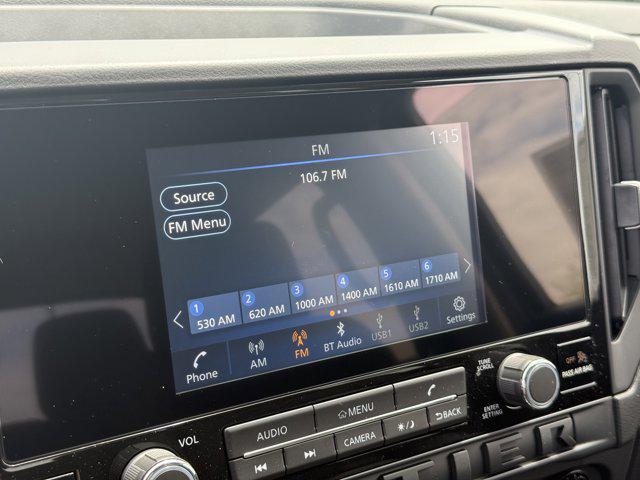 FM
1:15
106.7 FM
Source
FM Menu
1 530 AM
2 620 AM
3 1000 AM
4 1400 AM
5 1610 AM
6 1710 AM
Phone
AM
FM
BT Audio
USB1
USB2
Settings
VOL
AUDIO
MENU
CAMERA
BACK
TUNE
SCROLL
ENTER
SETTING
OFF
PASS AIR BAG
TIER